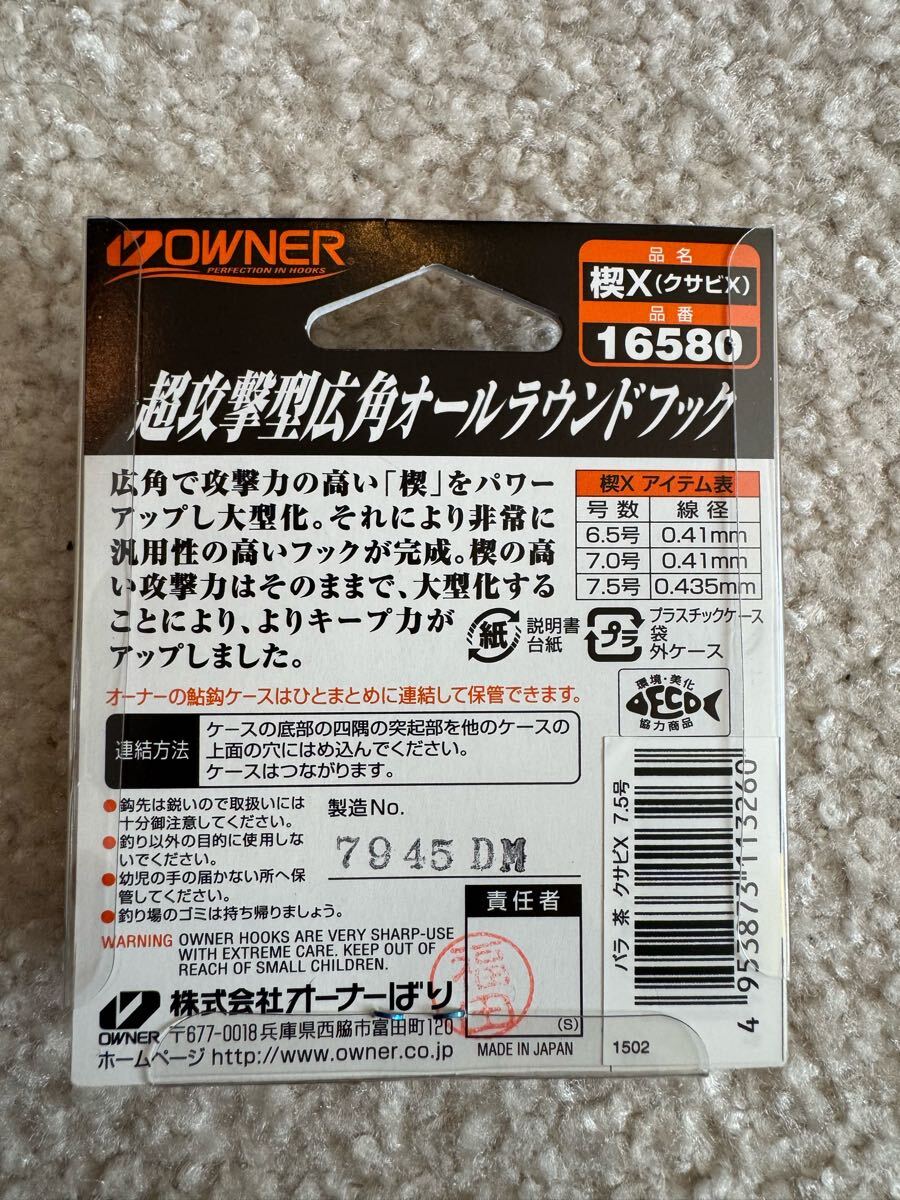 OWNER
PERFECTION IN HOOKS
品名
楔X(クサビX)
品番
16580
超攻撃型広角オールラウンドフック
広角で攻撃力の高い「楔」をパワー
アップし大型化。それにより非常に
汎用性の高いフックが完成。楔の高
い攻撃力はそのままで、大型化する
ことにより、よりキープ力が
アップしました。
楔X アイテム表
号数 線径
6.5号 0.41mm
7.0号 0.41mm
7.5号 0.435mm
紙
説明書
台紙
プラ
プラスチックケース
袋
外ケース
オーナーの鮎鈎ケースはひとまとめに連結して保管できます。
環境・美化
ECO
協力商品
連結方法
ケースの底部の四隅の突起部を他のケースの
上面の穴にはめ込んでください。
ケースはつながります。
●鈎先は鋭いので取扱いには
十分御注意してください。
●釣り以外の目的に使用しな
いでください。
●幼児の手の届かない所へ保
管してください。
●釣り場のゴミは持ち帰りましょう。
製造No.
7945 DM
責任者
福田
(S)
WARNING OWNER HOOKS ARE VERY SHARP-USE
WITH EXTREME CARE. KEEP OUT OF
REACH OF SMALL CHILDREN.
OWNER
株式会社オーナーばり
〒677-0018 兵庫県西脇市富田町120
ホームページ http://www.owner.co.jp
MADE IN JAPAN
バラ 茶 クサビX 7.5号
4 953873 113260
1502